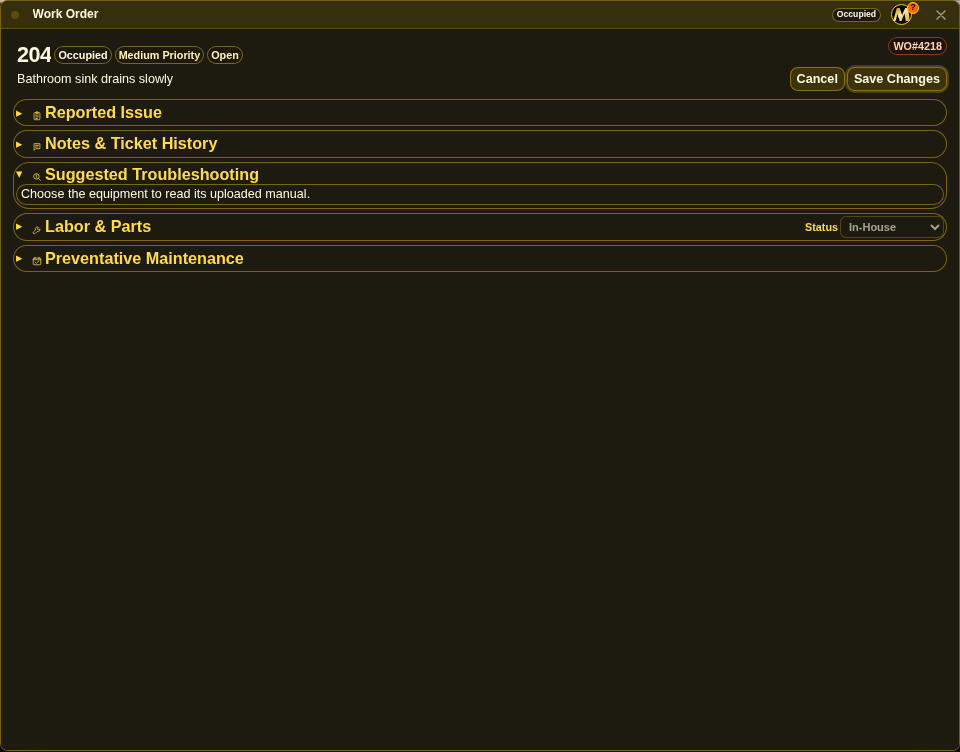 Work Order
Occupied
M?
WO#4218
204 Occupied Medium Priority Open
Bathroom sink drains slowly
Cancel Save Changes
Reported Issue
Notes & Ticket History
Suggested Troubleshooting
Choose the equipment to read its uploaded manual.
Labor & Parts Status In-House
Preventative Maintenance